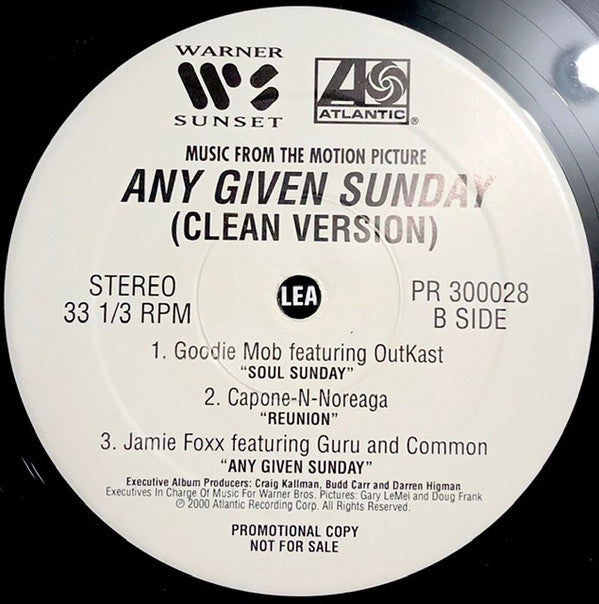 WARNER
WS
SUNSET
A
ATLANTIC®
MUSIC FROM THE MOTION PICTURE
ANY GIVEN SUNDAY
(CLEAN VERSION)
STEREO
33 1/3 RPM
LEA
PR 300028
B SIDE
1. Goodie Mob featuring OutKast
"SOUL SUNDAY"
2. Capone-N-Noreaga
"REUNION"
3. Jamie Foxx featuring Guru and Common
"ANY GIVEN SUNDAY"
Executive Album Producers: Craig Kallman, Budd Carr and Darren Higman
Executives In Charge Of Music For Warner Bros. Pictures: Gary LeMel and Doug Frank
℗ 2000 Atlantic Recording Corp. All Rights Reserved.
PROMOTIONAL COPY
NOT FOR SALE